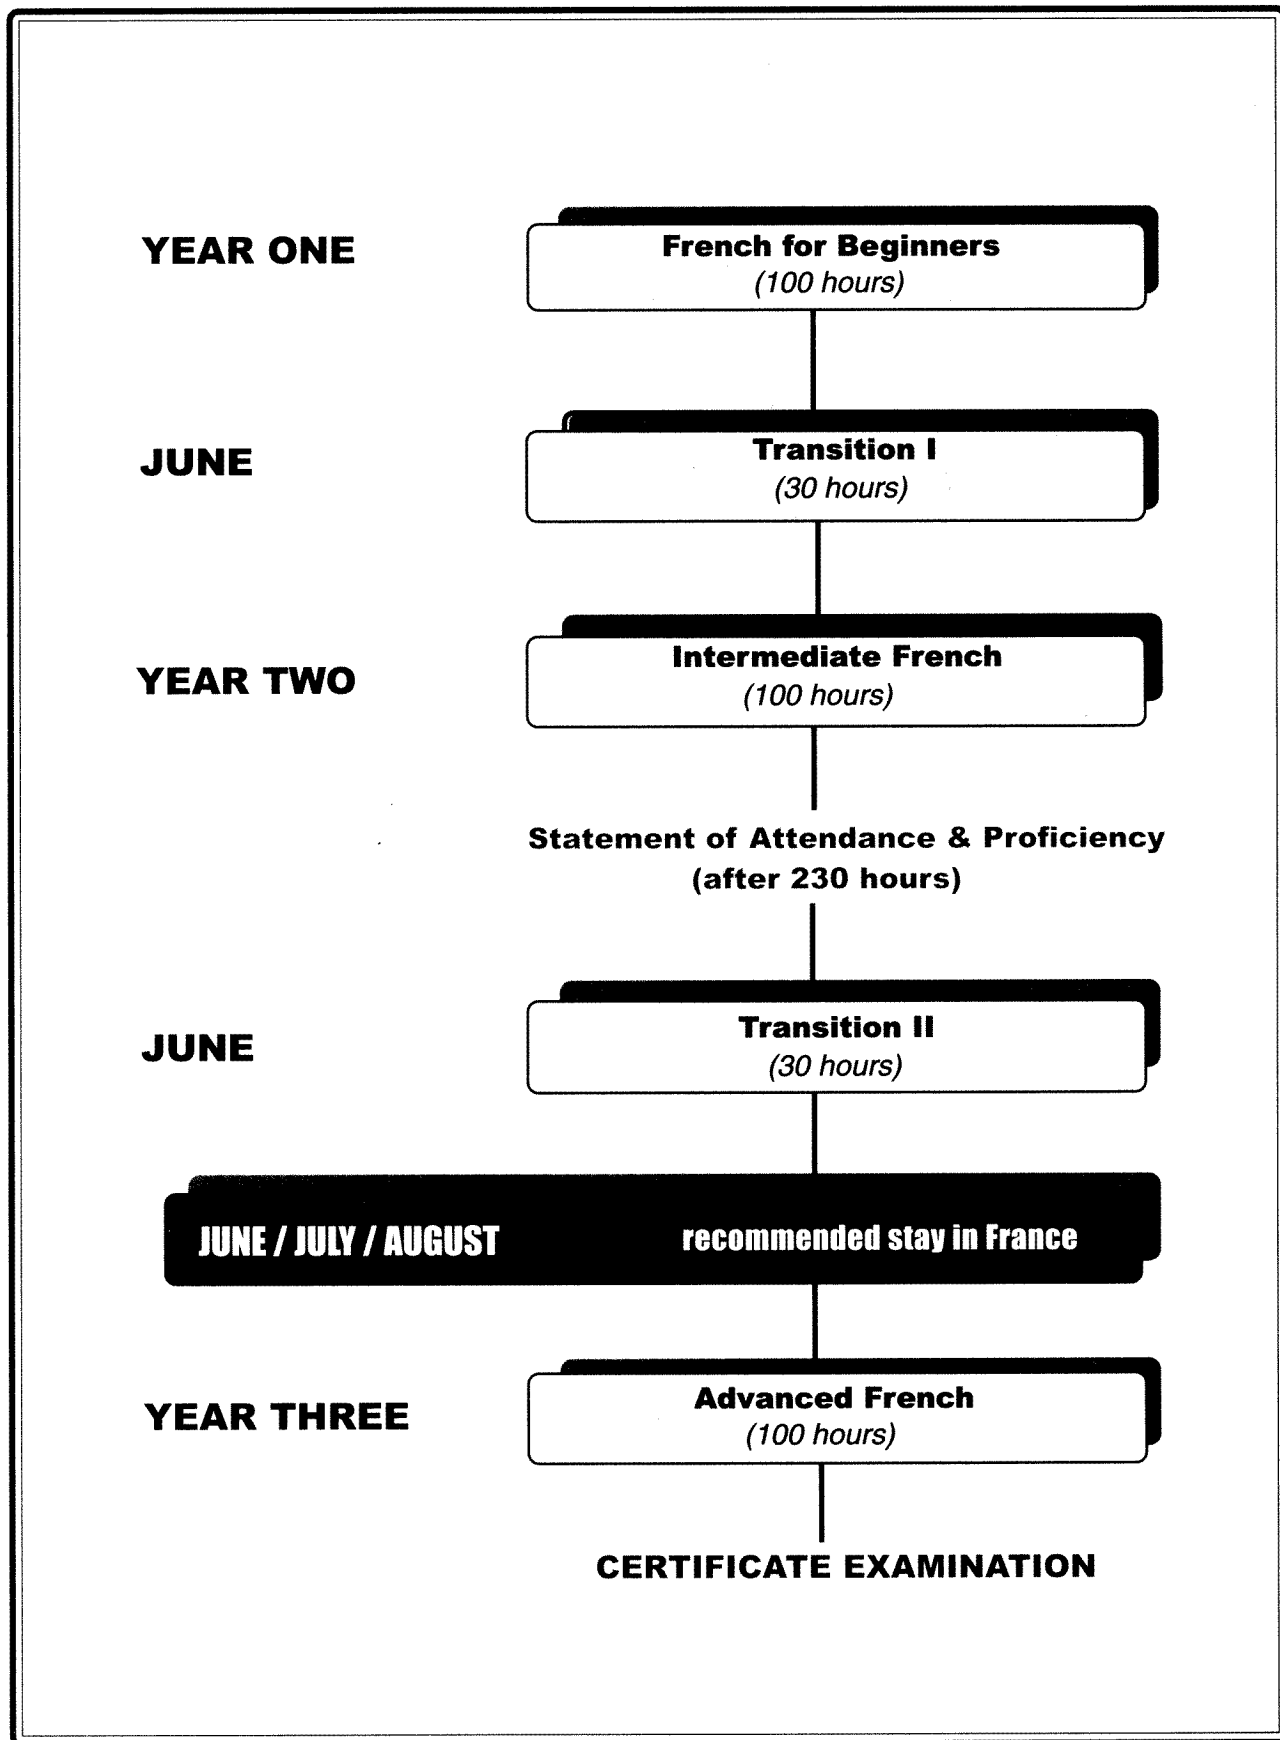 YEAR ONE
French for Beginners
(100 hours)
JUNE
Transition I
(30 hours)
YEAR TWO
Intermediate French
(100 hours)
Statement of Attendance & Proficiency
(after 230 hours)
JUNE
Transition II
(30 hours)
JUNE / JULY / AUGUST recommended stay in France
YEAR THREE
Advanced French
(100 hours)
CERTIFICATE EXAMINATION